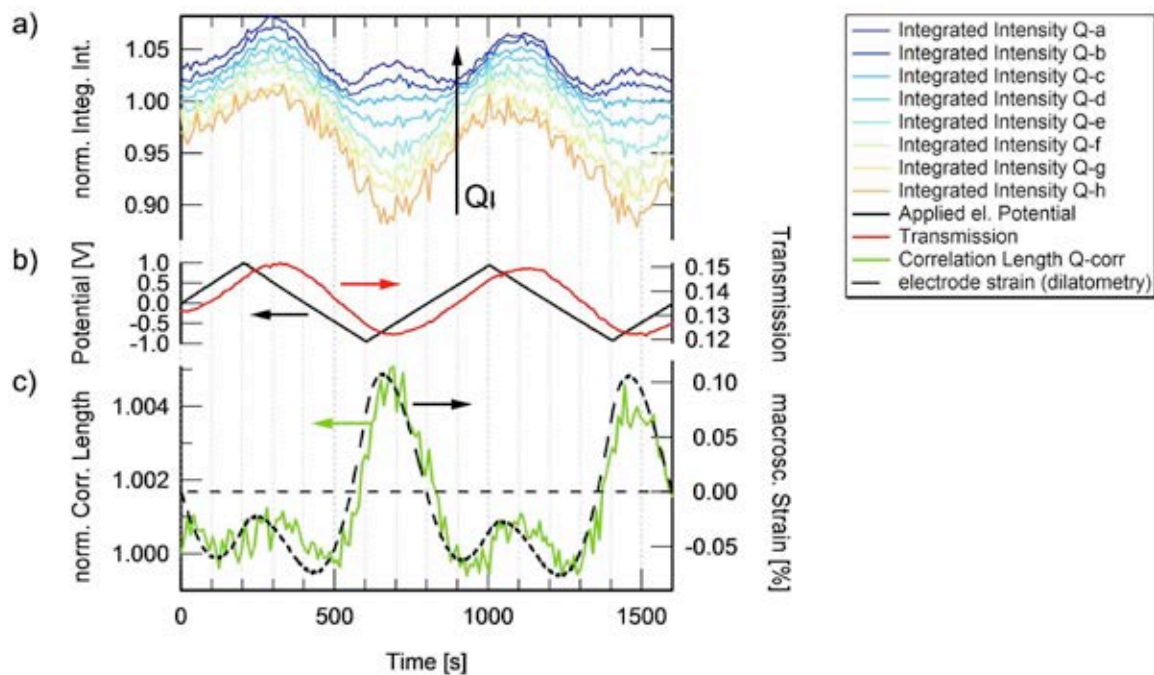 a)
norm. Integ. Int.
1.05
1.00
0.95
0.90
Q↓
b)
Potential [V]
1.0
0.5
0.0
-0.5
-1.0
0.15
0.14
0.13
0.12
Transmission
c)
norm. Corr. Length
1.004
1.002
1.000
0.10
0.05
0.00
-0.05
macrosc. Strain [%]
0
500
1000
1500
Time [s]
Integrated Intensity Q-a
Integrated Intensity Q-b
Integrated Intensity Q-c
Integrated Intensity Q-d
Integrated Intensity Q-e
Integrated Intensity Q-f
Integrated Intensity Q-g
Integrated Intensity Q-h
Applied el. Potential
Transmission
Correlation Length Q-corr
electrode strain (dilatometry)